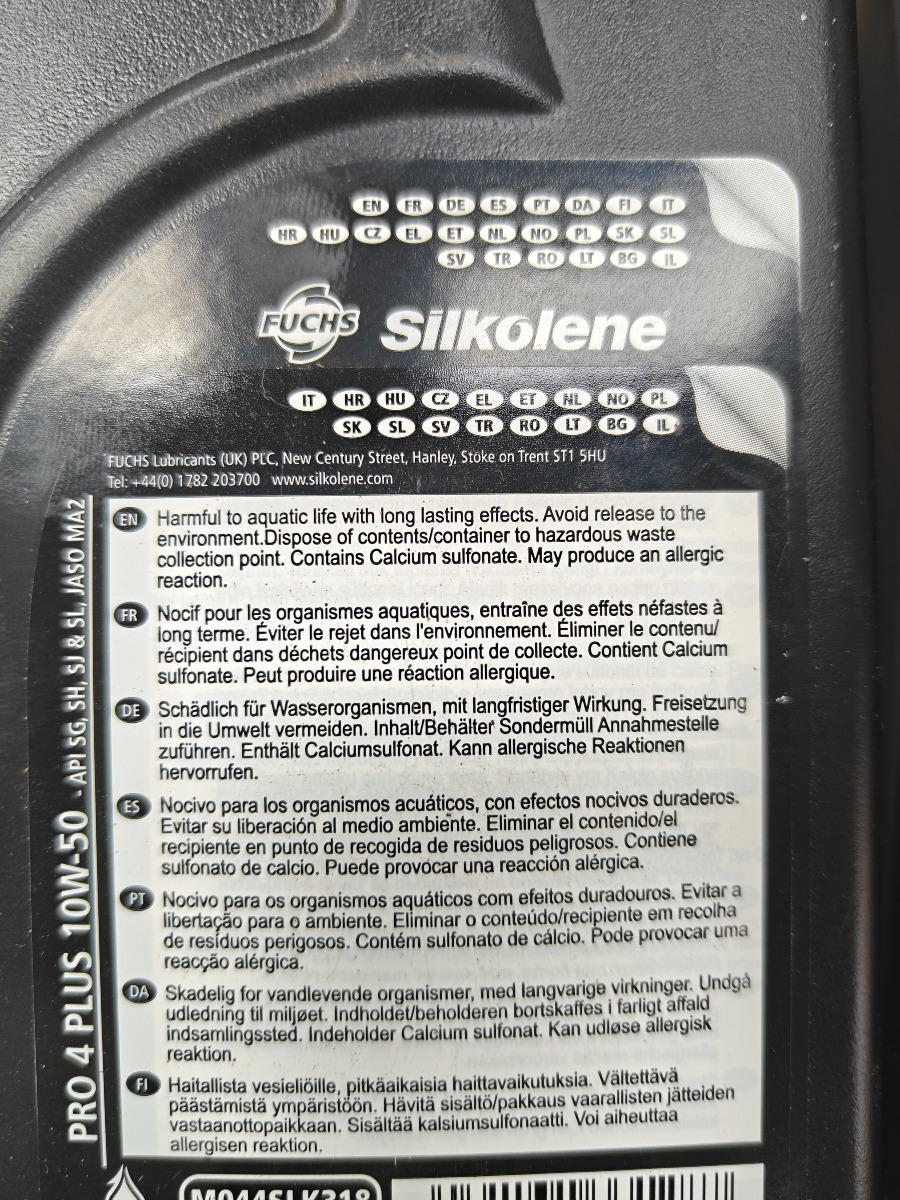 EN FR DE ES PT DA FI IT
HR HU CZ EL ET NL NO PL SK SL
SV TR RO LT BG IL
FUCHS Silkolene
IT HR HU CZ EL ET NL NO PL
SK SL SV TR RO LT BG IL
FUCHS Lubricants (UK) PLC, New Century Street, Hanley, Stoke on Trent ST1 5HU
Tel: +44(0) 1782 203700 www.silkolene.com
PRO 4 PLUS 10W-50 - API SG, SH, SJ & SL, JASO MA2
EN Harmful to aquatic life with long lasting effects. Avoid release to the
environment.Dispose of contents/container to hazardous waste
collection point. Contains Calcium sulfonate. May produce an allergic
reaction.
FR Nocif pour les organismes aquatiques, entraîne des effets néfastes à
long terme. Éviter le rejet dans l'environnement. Éliminer le contenu/
récipient dans déchets dangereux point de collecte. Contient Calcium
sulfonate. Peut produire une réaction allergique.
DE Schädlich für Wasserorganismen, mit langfristiger Wirkung. Freisetzung
in die Umwelt vermeiden. Inhalt/Behälter Sondermüll Annahmestelle
zuführen. Enthält Calciumsulfonat. Kann allergische Reaktionen
hervorrufen.
ES Nocivo para los organismos acuáticos, con efectos nocivos duraderos.
Evitar su liberación al medio ambiente. Eliminar el contenido/el
recipiente en punto de recogida de residuos peligrosos. Contiene
sulfonato de calcio. Puede provocar una reacción alérgica.
PT Nocivo para os organismos aquáticos com efeitos duradouros. Evitar a
libertação para o ambiente. Eliminar o conteúdo/recipiente em recolha
de resíduos perigosos. Contém sulfonato de cálcio. Pode provocar uma
reacção alérgica.
DA Skadelig for vandlevende organismer, med langvarige virkninger. Undgå
udledning til miljøet. Indholdet/beholderen bortskaffes i farligt affald
indsamlingssted. Indeholder Calcium sulfonat. Kan udløse allergisk
reaktion.
FI Haitallista vesieliöille, pitkäaikaisia haittavaikutuksia. Vältettävä
päästämistä ympäristöön. Hävitä sisältö/pakkaus vaarallisten jätteiden
vastaanottopaikkaan. Sisältää kalsiumsulfonaatti. Voi aiheuttaa
allergisen reaktion.
M044SLK318